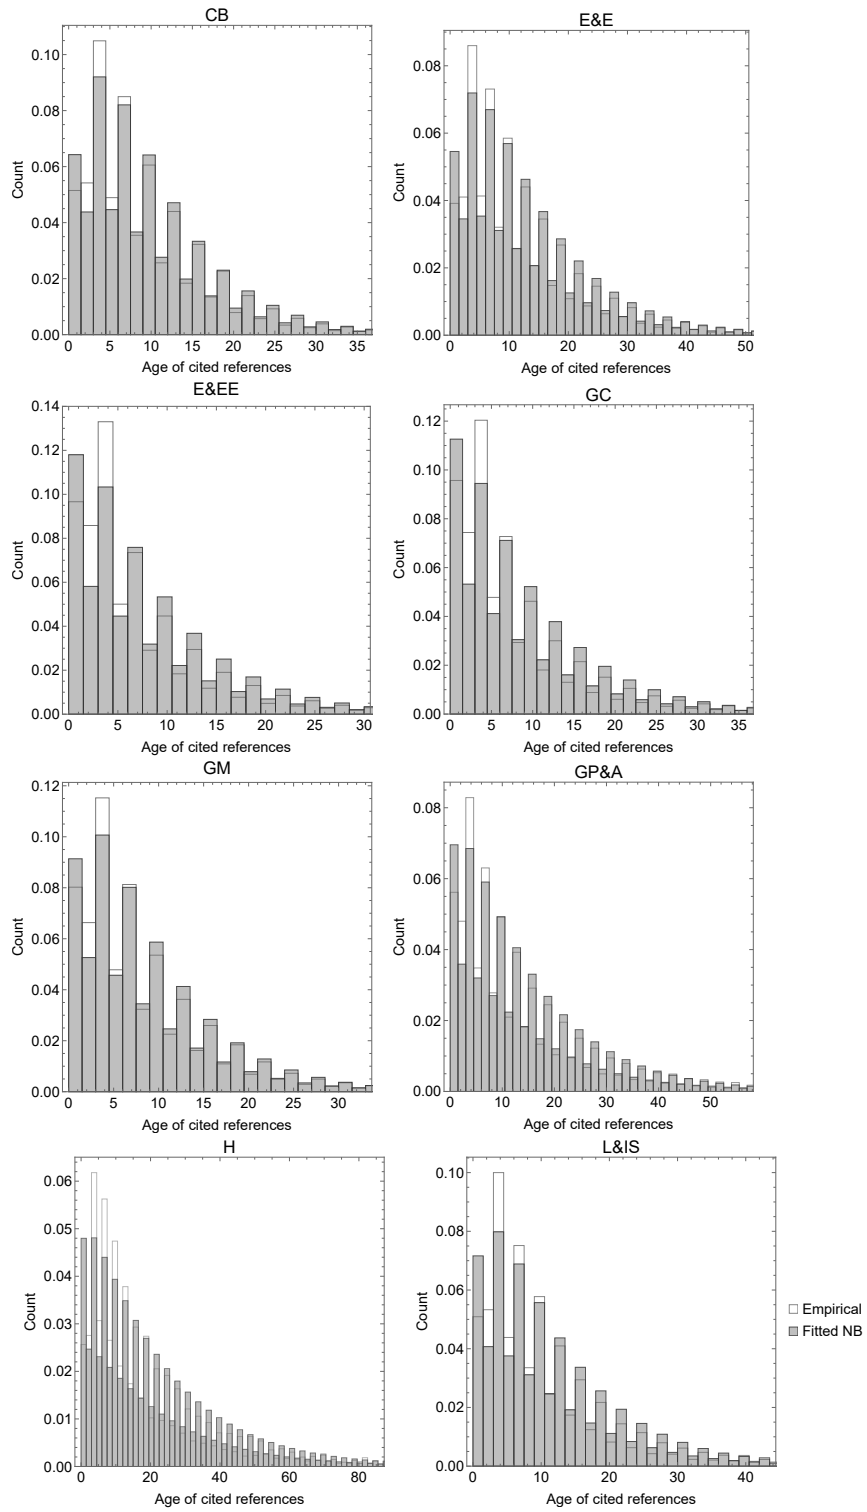 CB
0.10
0.08
0.06
0.04
0.02
0.00
Count
0 5 10 15 20 25 30 35
Age of cited references
E&E
0.08
0.06
0.04
0.02
0.00
Count
0 10 20 30 40 50
Age of cited references
E&EE
0.14
0.12
0.10
0.08
0.06
0.04
0.02
0.00
Count
0 5 10 15 20 25 30
Age of cited references
GC
0.12
0.10
0.08
0.06
0.04
0.02
0.00
Count
0 5 10 15 20 25 30 35
Age of cited references
GM
0.12
0.10
0.08
0.06
0.04
0.02
0.00
Count
0 5 10 15 20 25 30
Age of cited references
GP&A
0.08
0.06
0.04
0.02
0.00
Count
0 10 20 30 40 50
Age of cited references
H
0.06
0.05
0.04
0.03
0.02
0.01
0.00
Count
0 20 40 60 80
Age of cited references
L&IS
0.10
0.08
0.06
0.04
0.02
0.00
Count
0 10 20 30 40
Age of cited references
Empirical
Fitted NB